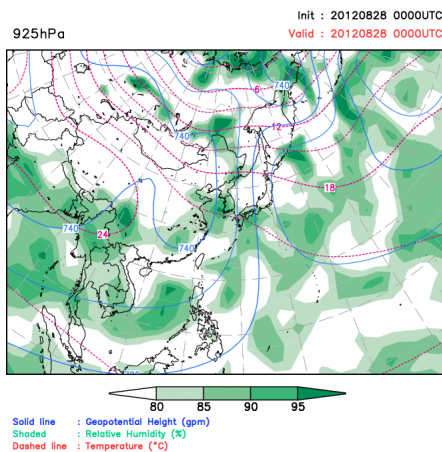 Init : 20120828 0000UTC
925hPa
Valid : 20120828 0000UTC
6
740
12
740
18
24
740
740
80
85
90
95
Solid line : Geopotential Height (gpm)
Shaded : Relative Humidity (%)
Dashed line : Temperature (°C)